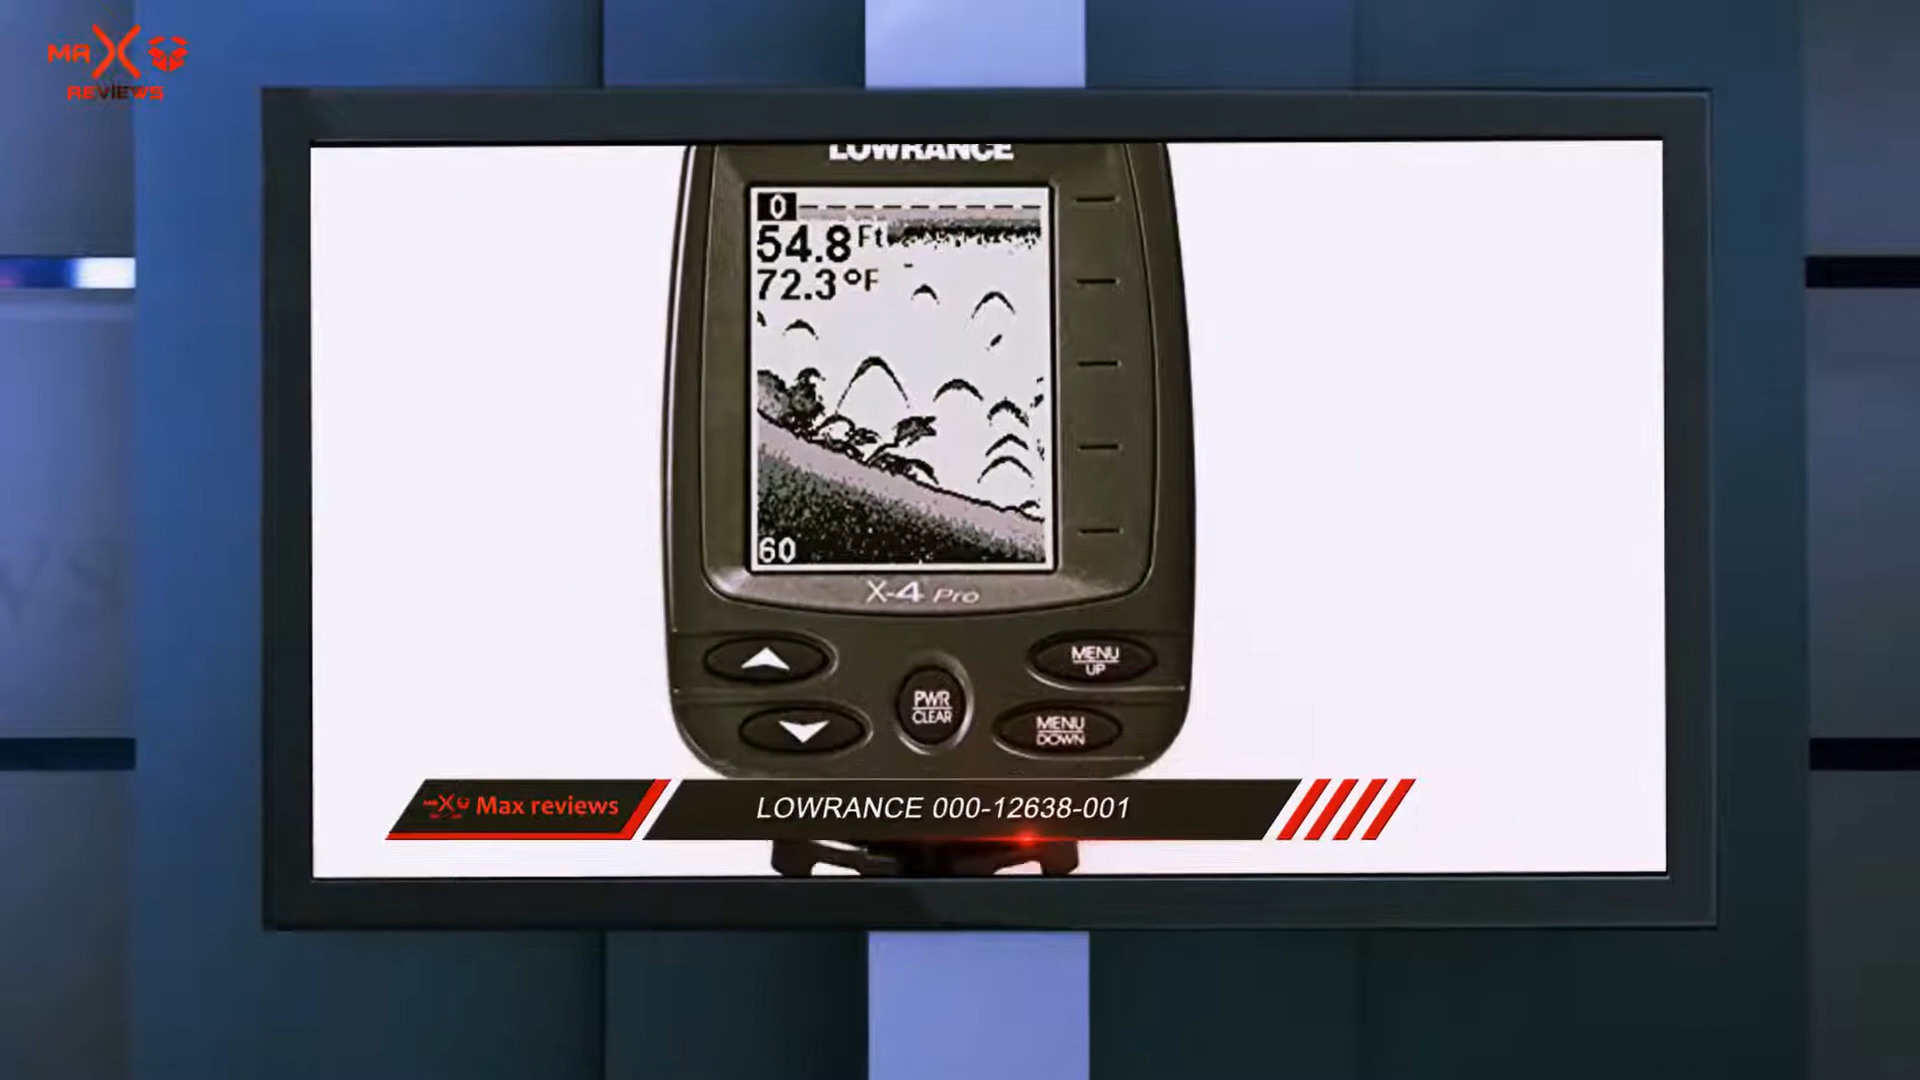 MAX
REVIEWS
LOWRANCE
0
54.8 Ft
72.3 °F
60
X-4 Pro
MENU
UP
PWR
CLEAR
MENU
DOWN
Max reviews
LOWRANCE 000-12638-001